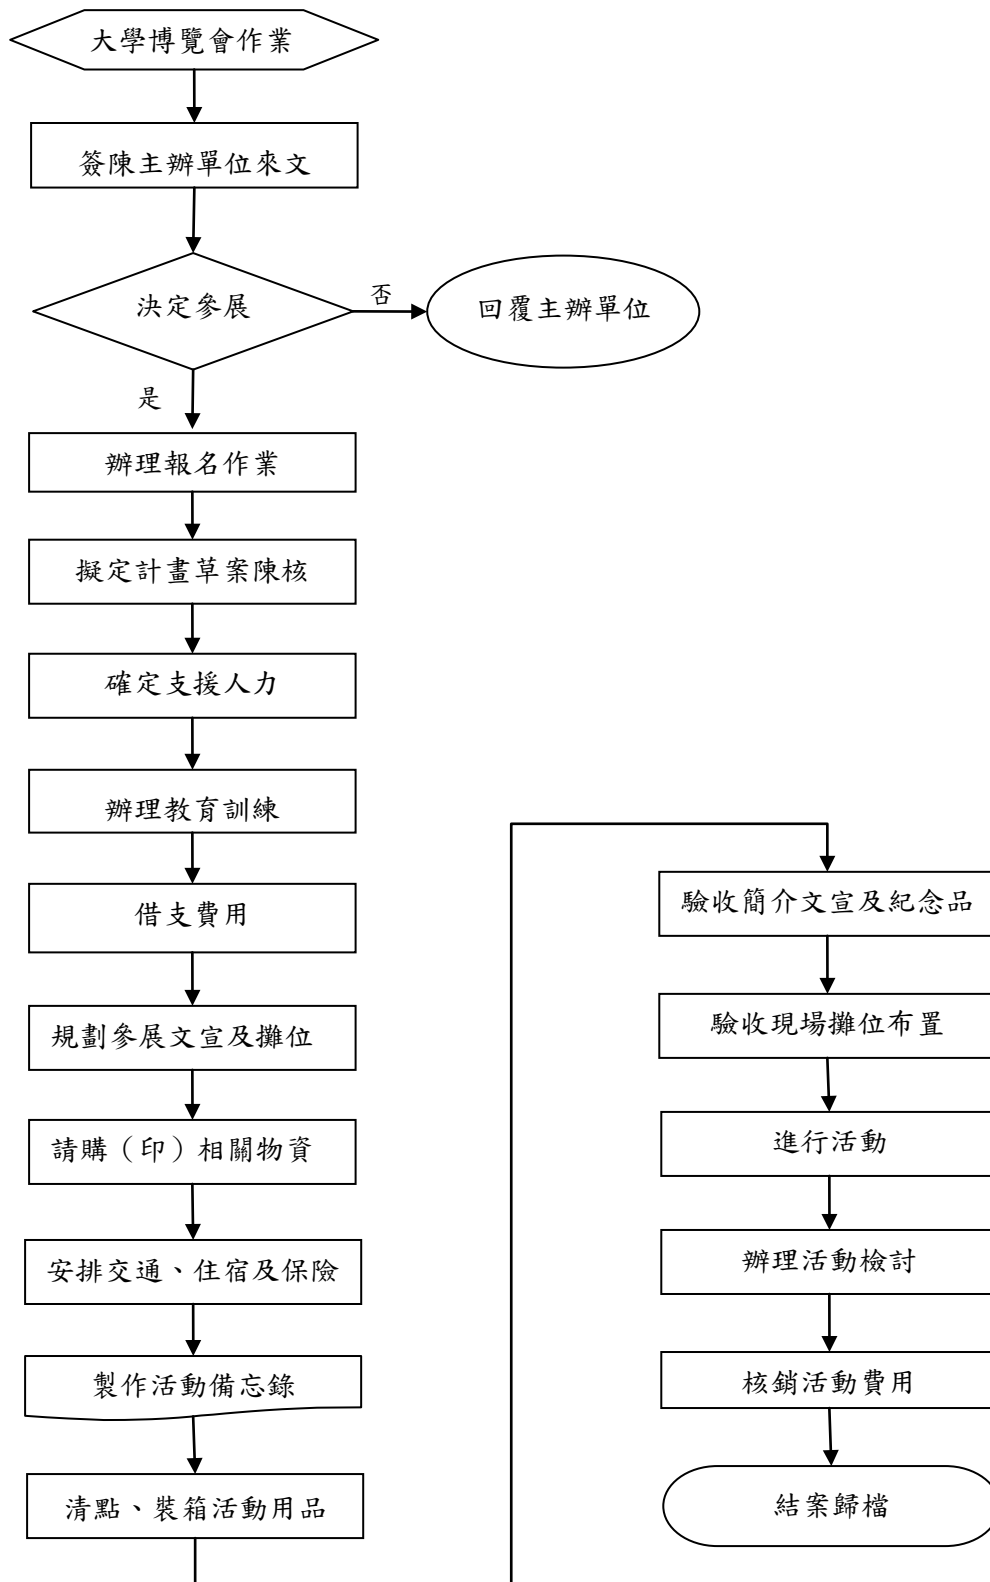 大學博覽會作業
簽陳主辦單位來文
決定參展
否
回覆主辦單位
是
辦理報名作業
擬定計畫草案陳核
確定支援人力
辦理教育訓練
借支費用
規劃參展文宣及攤位
請購（印）相關物資
安排交通、住宿及保險
製作活動備忘錄
清點、裝箱活動用品
驗收簡介文宣及紀念品
驗收現場攤位布置
進行活動
辦理活動檢討
核銷活動費用
結案歸檔